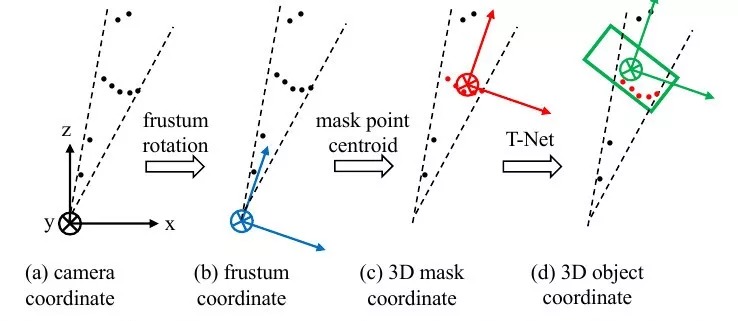 z
y
x
frustum
rotation
mask point
centroid
T-Net
(a) camera
coordinate
(b) frustum
coordinate
(c) 3D mask
coordinate
(d) 3D object
coordinate